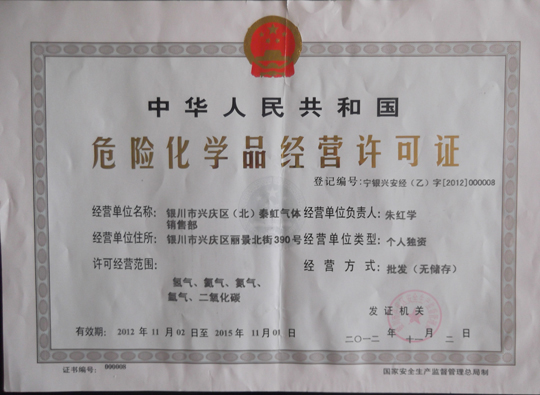 中华人民共和国
危险化学品经营许可证
登记编号:宁银兴安经(乙)字[2012]000008
经营单位名称: 银川市兴庆区(北)秦虹气体销售部 经营单位负责人: 朱红学
经营单位住所: 银川市兴庆区丽景北街390号 经营单位类型: 个人独资
许可经营范围: 经营方式: 批发(无储存)
氩气、氦气、氮气、
氙气、二氧化碳
发证机关
有效期: 2012年11月02日至2015年11月01日 二〇一二年十一月二日
证书编号: 000008 国家安全生产监督管理总局制